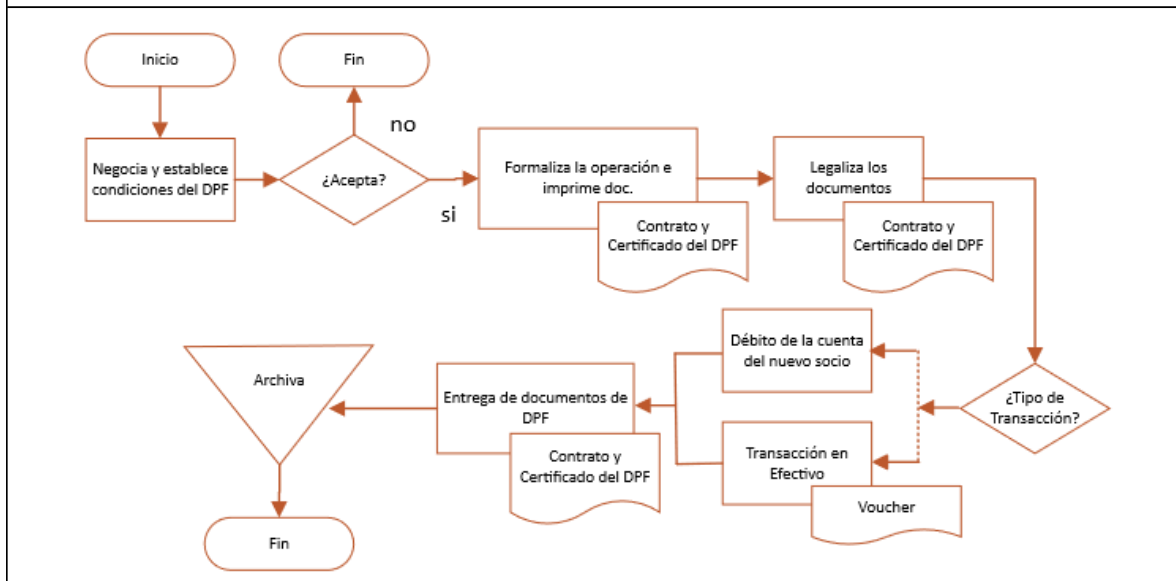 Inicio
Fin
no
Negocia y establece
condiciones del DPF
¿Acepta?
si
Formaliza la operación e
imprime doc.
Contrato y
Certificado del DPF
Legaliza los
documentos
Contrato y
Certificado del DPF
¿Tipo de
Transacción?
Débito de la cuenta
del nuevo socio
Transacción en
Efectivo
Voucher
Entrega de documentos de
DPF
Contrato y
Certificado del DPF
Archiva
Fin